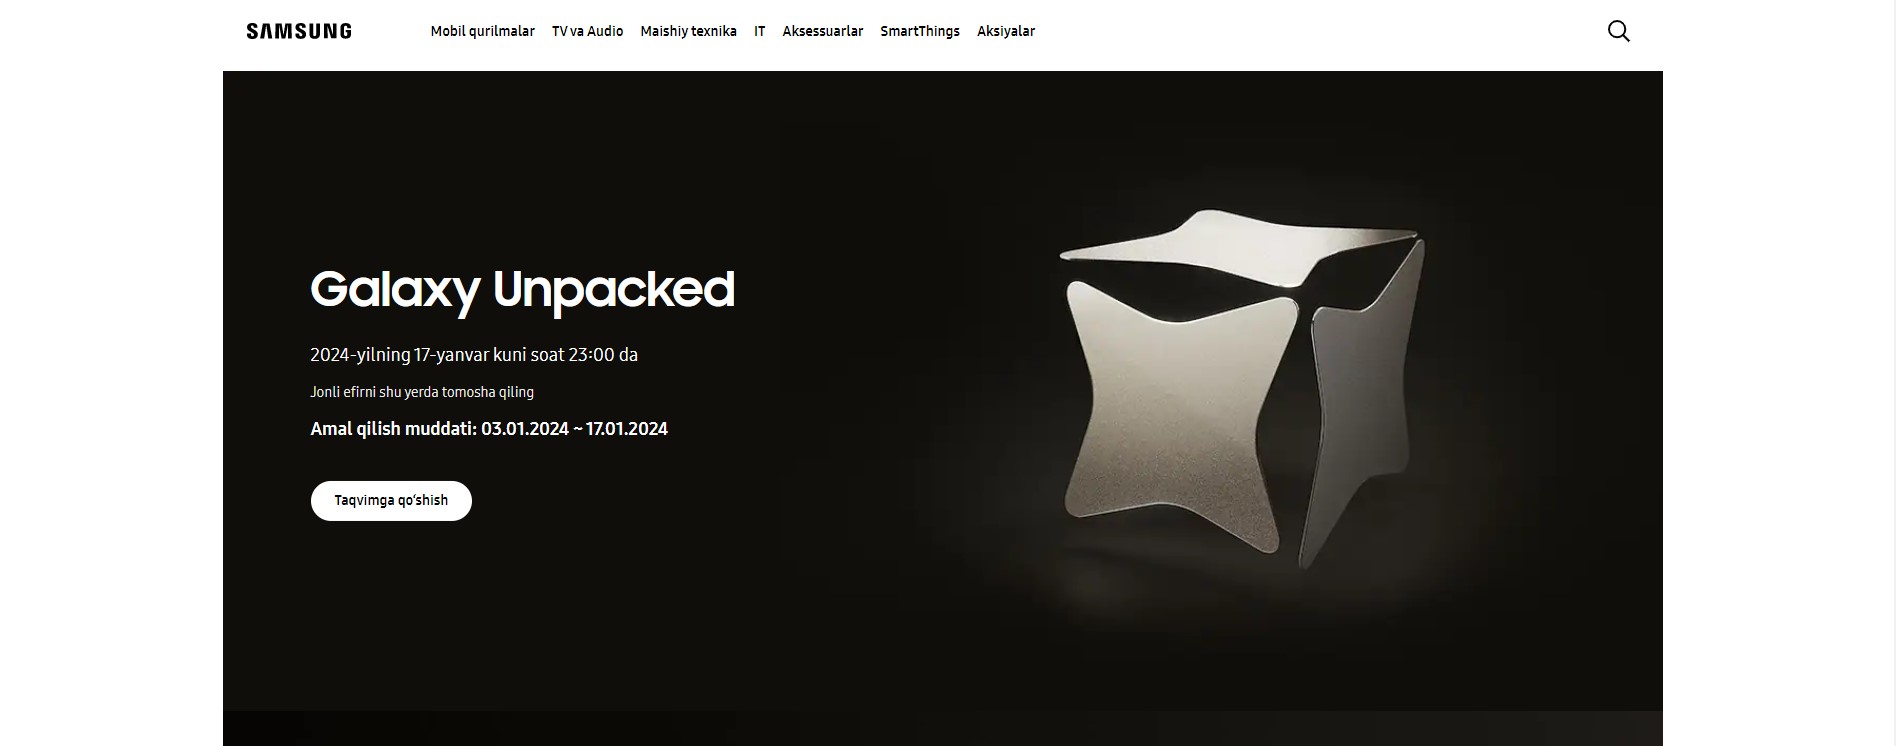 SAMSUNG Mobil qurilmalar TV va Audio Maishiy texnika IT Aksessuarlar SmartThings Aksiyalar
Galaxy Unpacked
2024-yilning 17-yanvar kuni soat 23:00 da
Jonli efirni shu yerda tomosha qiling
Amal qilish muddati: 03.01.2024 ~ 17.01.2024
Taqvimga qo‘shish